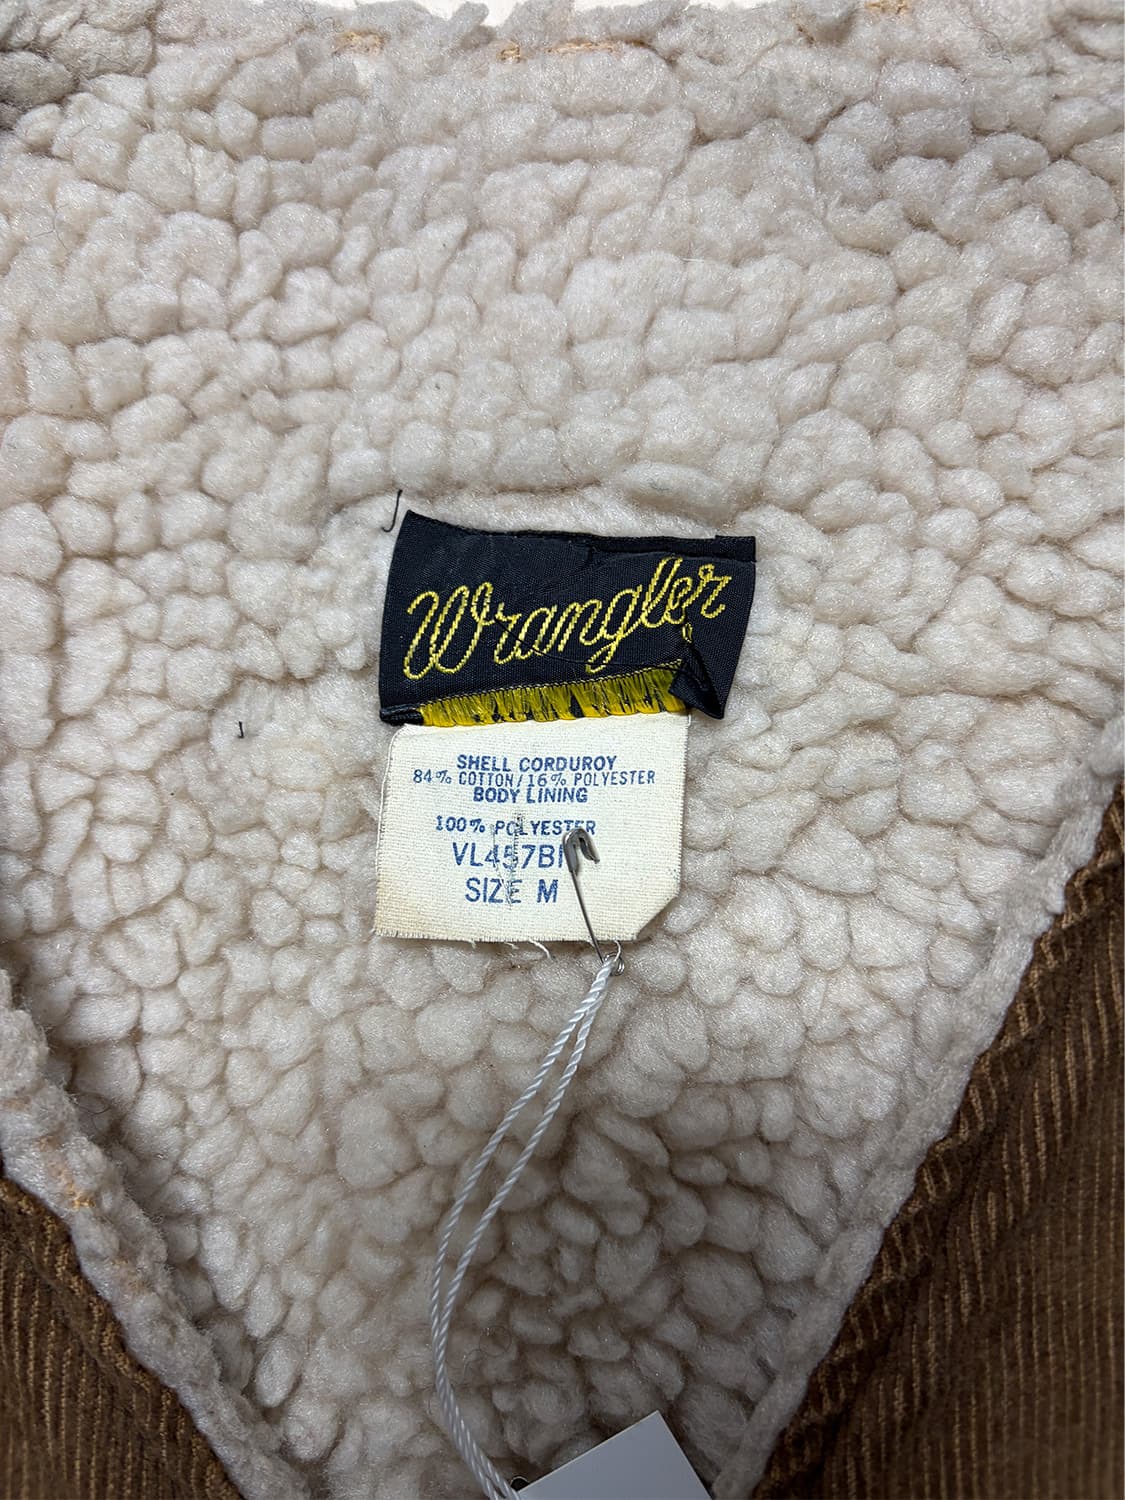 Wrangler
SHELL CORDUROY
84% COTTON/16% POLYESTER
BODY LINING
100% POLYESTER
SIZE M